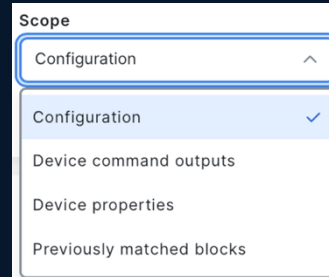 Scope
Configuration
Configuration
Device command outputs
Device properties
Previously matched blocks